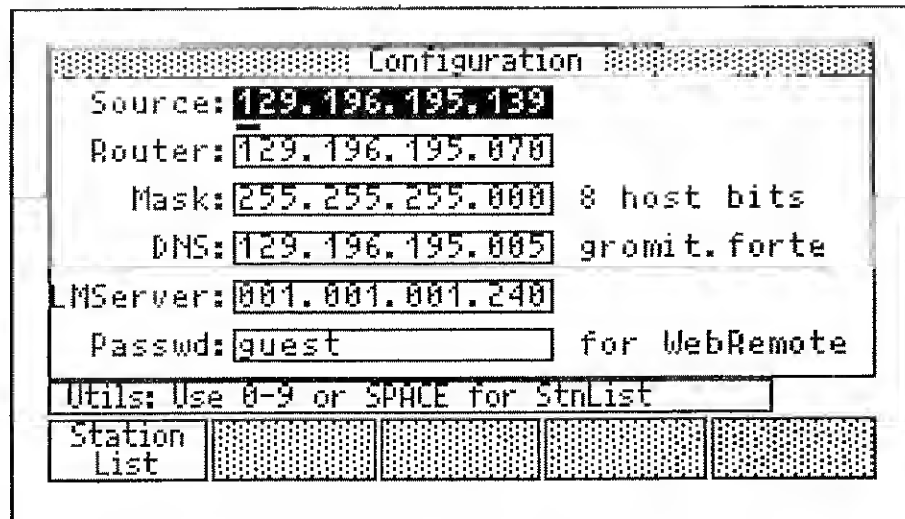 Configuration
Source: 129.196.195.139
Router: 129.196.195.070
Mask: 255.255.255.000 8 host bits
DNS: 129.196.195.005 gromit.forte
LMServer: 001.001.001.240
Passwd: guest for WebRemote
Utils: Use 0-9 or SPACE for StnList
Station
List